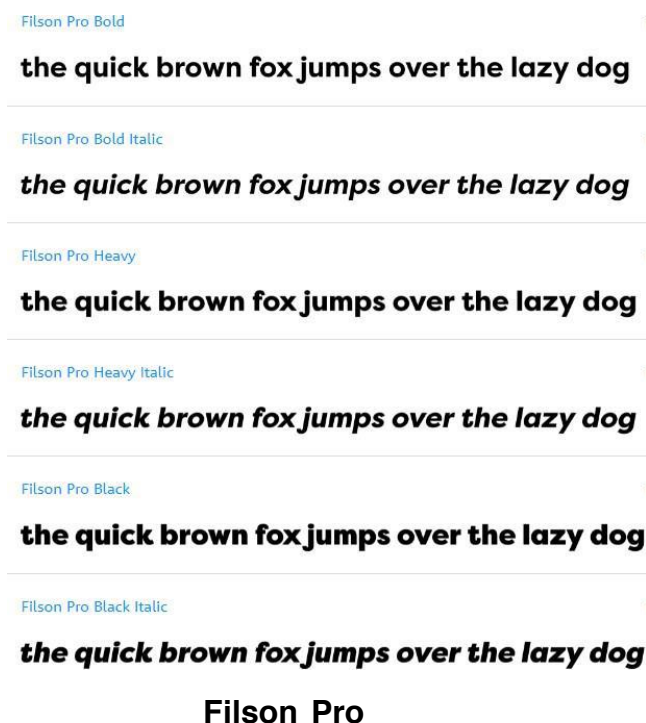 Filson Pro Bold
the quick brown fox jumps over the lazy dog
Filson Pro Bold Italic
the quick brown fox jumps over the lazy dog
Filson Pro Heavy
the quick brown fox jumps over the lazy dog
Filson Pro Heavy Italic
the quick brown fox jumps over the lazy dog
Filson Pro Black
the quick brown fox jumps over the lazy dog
Filson Pro Black Italic
the quick brown fox jumps over the lazy dog
Filson Pro